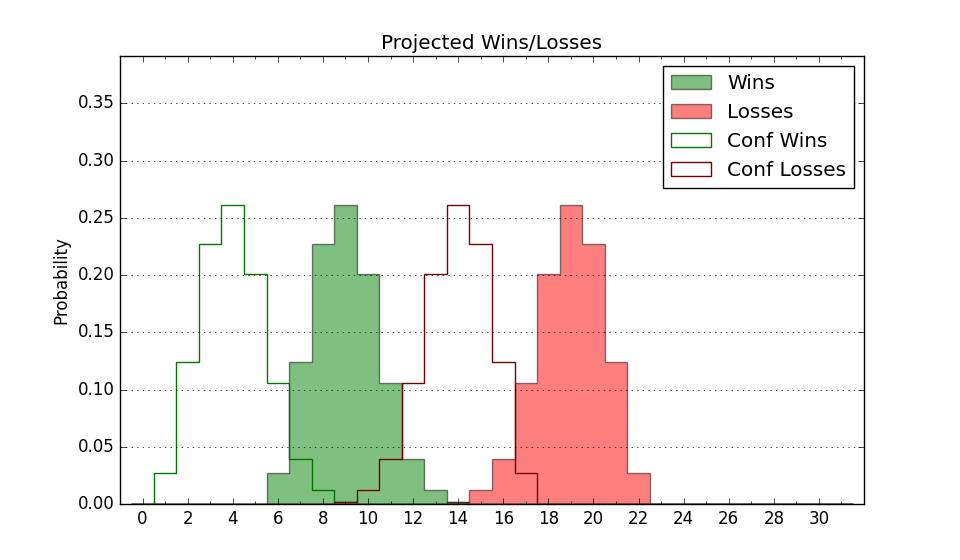 Projected Wins/Losses
Wins
Losses
Conf Wins
Conf Losses
Probability
0.35
0.30
0.25
0.20
0.15
0.10
0.05
0.00
0 2 4 6 8 10 12 14 16 18 20 22 24 26 28 30